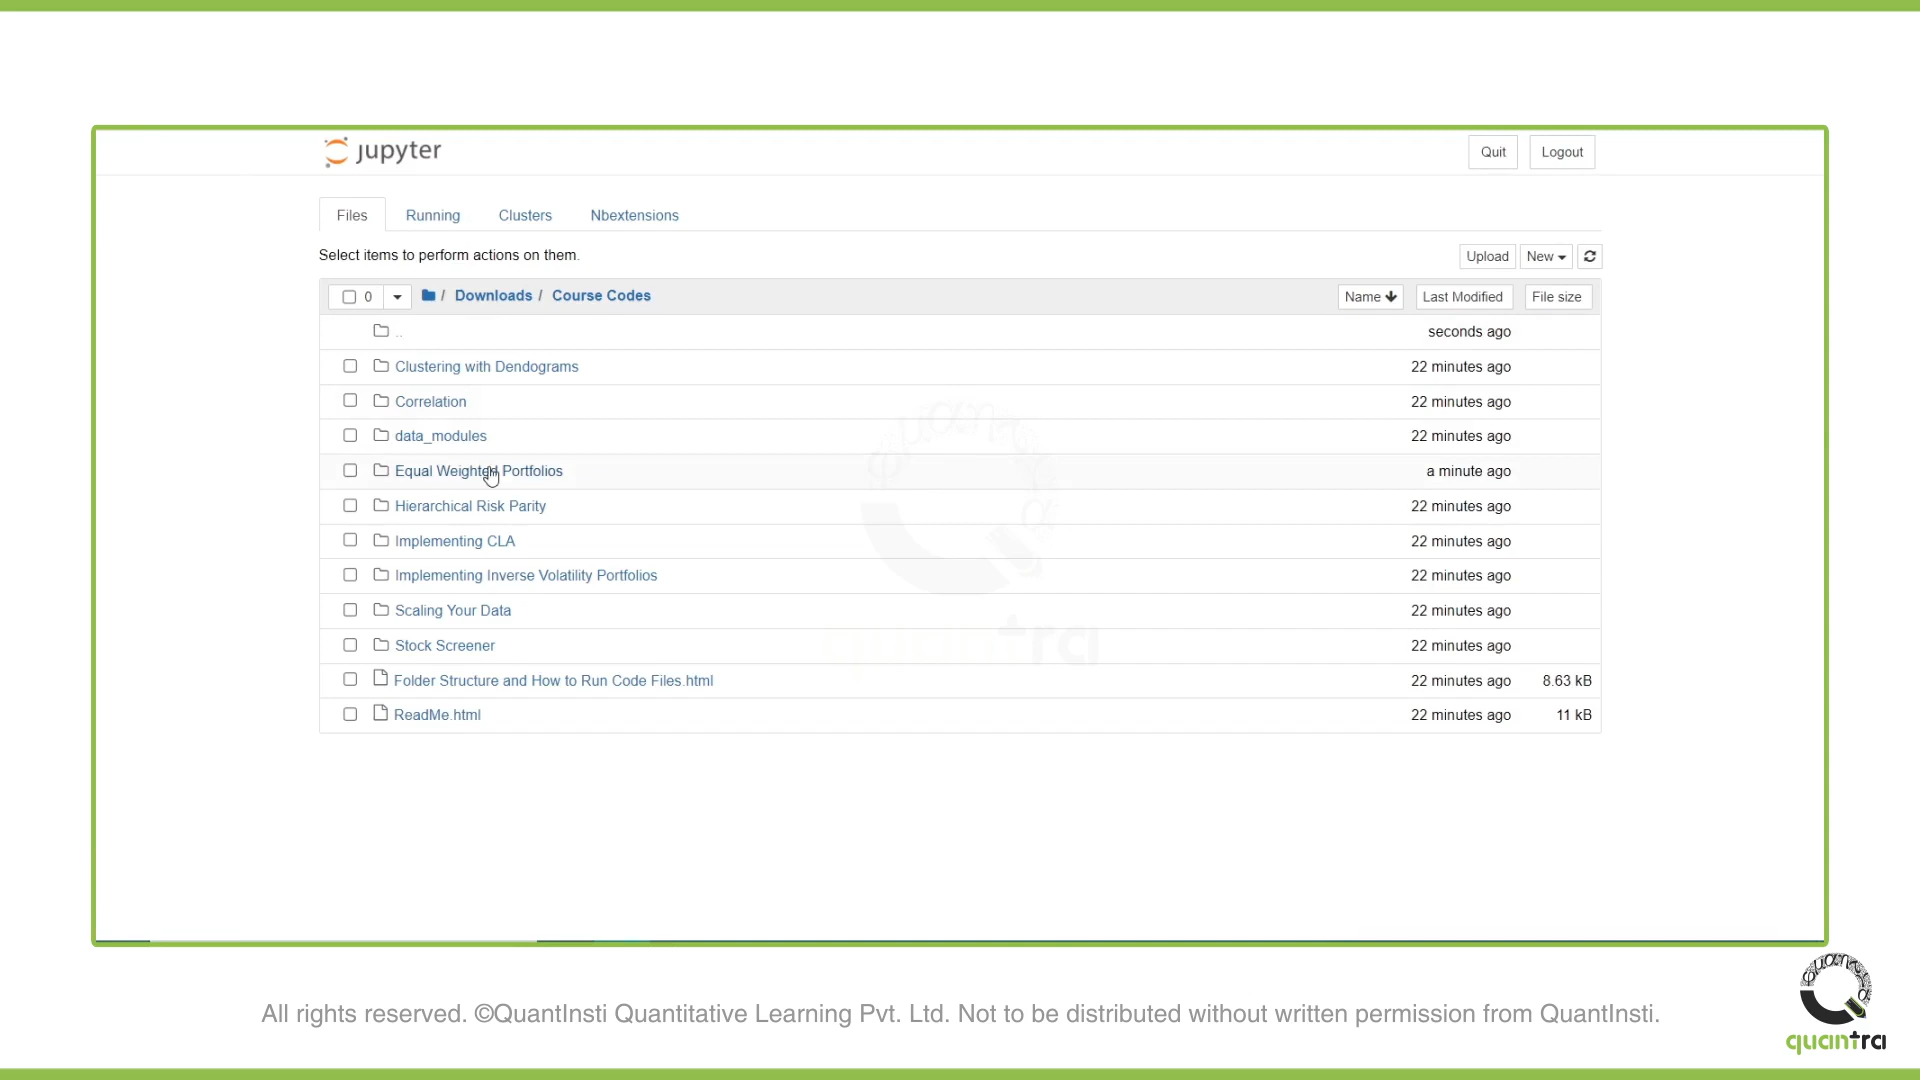 jupyter
Quit
Logout
Files
Running
Clusters
Nbextensions
Select items to perform actions on them.
Upload
New
0
/ Downloads / Course Codes
Name
Last Modified
File size
..
seconds ago
Clustering with Dendograms
22 minutes ago
Correlation
22 minutes ago
data_modules
22 minutes ago
Equal Weighted Portfolios
a minute ago
Hierarchical Risk Parity
22 minutes ago
Implementing CLA
22 minutes ago
Implementing Inverse Volatility Portfolios
22 minutes ago
Scaling Your Data
22 minutes ago
Stock Screener
22 minutes ago
Folder Structure and How to Run Code Files.html
22 minutes ago
8.63 kB
ReadMe.html
22 minutes ago
11 kB
All rights reserved. ©QuantInsti Quantitative Learning Pvt. Ltd. Not to be distributed without written permission from QuantInsti.
quantra